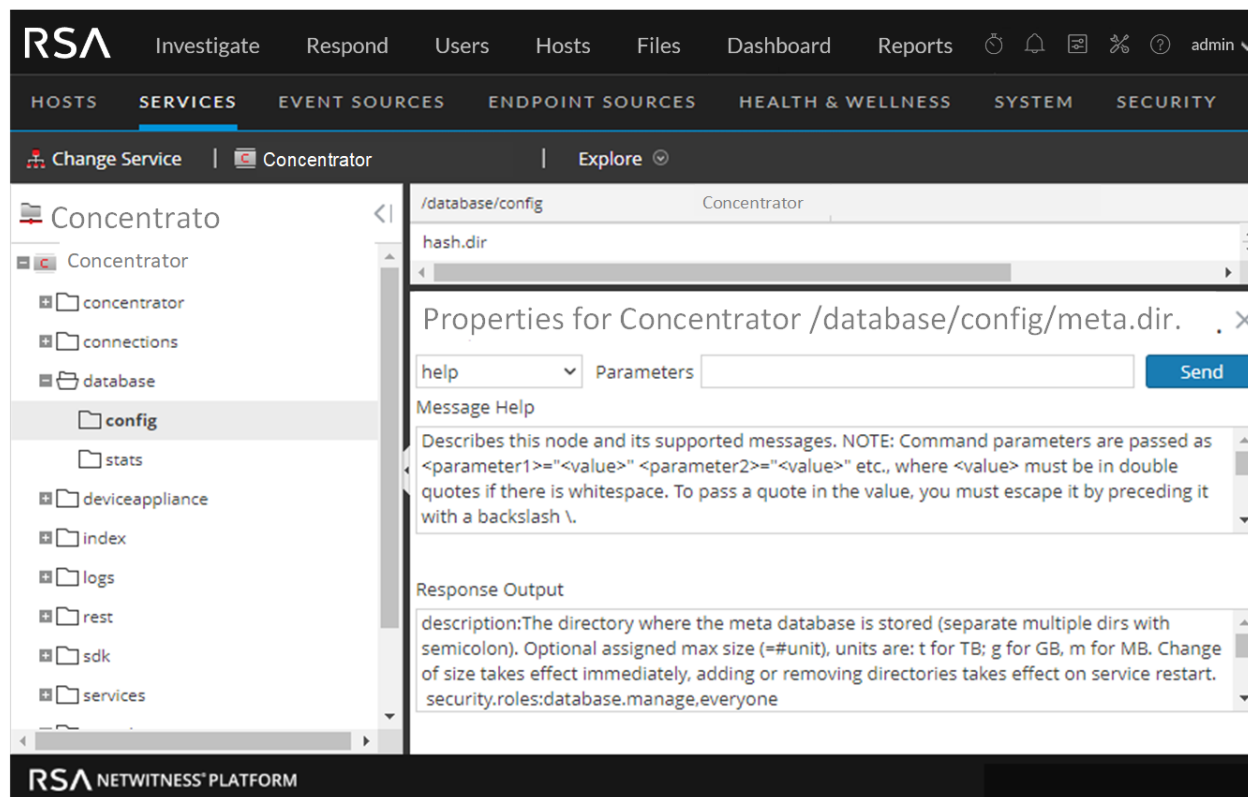 RSA Investigate Respond Users Hosts Files Dashboard Reports admin
HOSTS SERVICES EVENT SOURCES ENDPOINT SOURCES HEALTH & WELLNESS SYSTEM SECURITY
Change Service | C Concentrator | Explore
Concentrato
C Concentrator
concentrator
connections
database
config
stats
deviceappliance
index
logs
rest
sdk
services
/database/config Concentrator
hash.dir
Properties for Concentrator /database/config/meta.dir. .
help Parameters Send
Message Help
Describes this node and its supported messages. NOTE: Command parameters are passed as
<parameter1>="<value>" <parameter2>="<value>" etc., where <value> must be in double
quotes if there is whitespace. To pass a quote in the value, you must escape it by preceding it
with a backslash \.
Response Output
description:The directory where the meta database is stored (separate multiple dirs with
semicolon). Optional assigned max size (=#unit), units are: t for TB; g for GB, m for MB. Change
of size takes effect immediately, adding or removing directories takes effect on service restart.
security.roles:database.manage,everyone
RSA NETWITNESS® PLATFORM